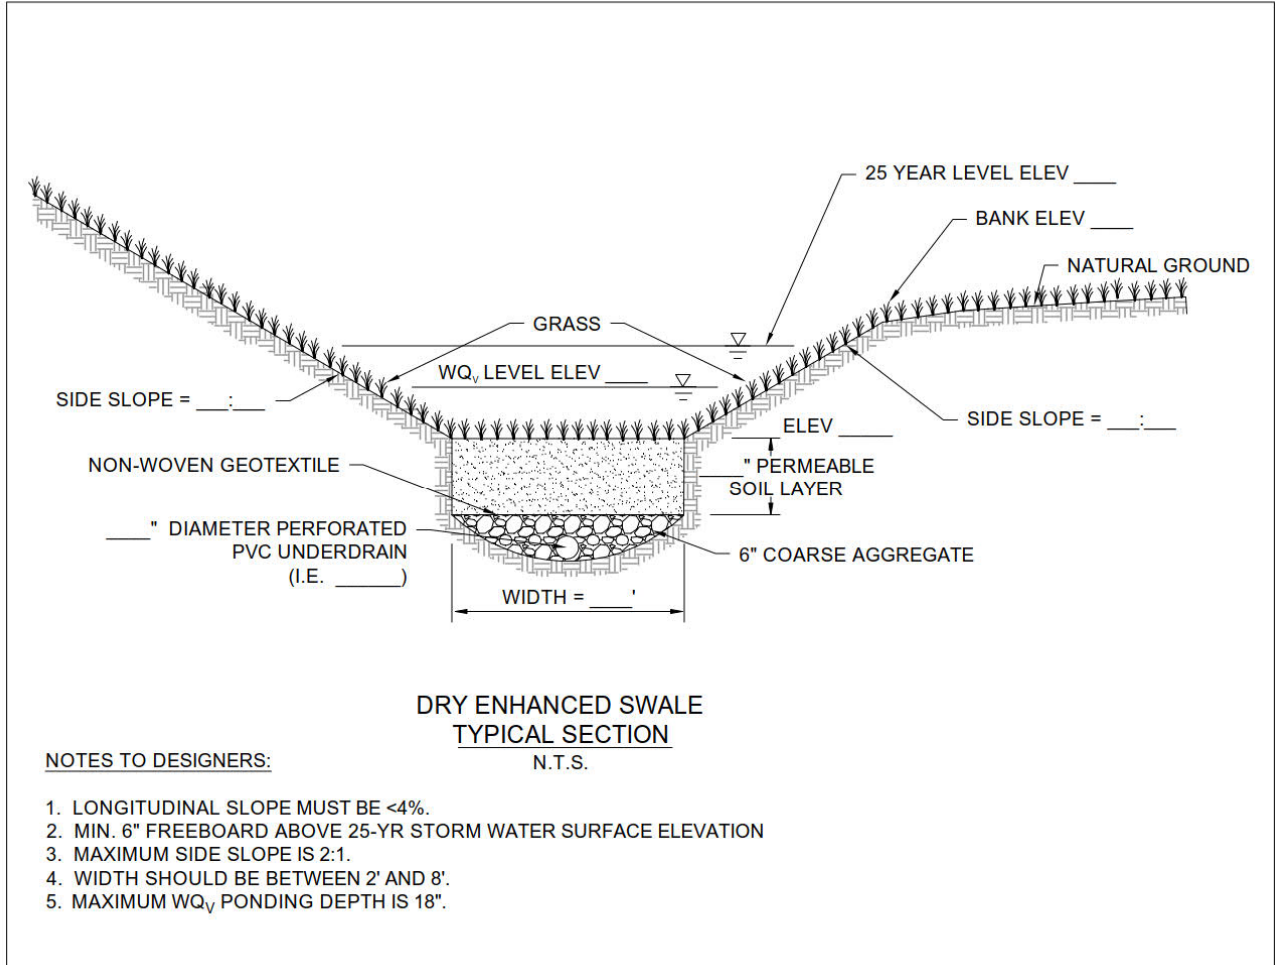 25 YEAR LEVEL ELEV ____
BANK ELEV ____
NATURAL GROUND
GRASS
WQV LEVEL ELEV ____
SIDE SLOPE = ___:___
SIDE SLOPE = ___:___
ELEV _____
NON-WOVEN GEOTEXTILE
____" PERMEABLE
SOIL LAYER
____" DIAMETER PERFORATED
PVC UNDERDRAIN
(I.E. ______)
6" COARSE AGGREGATE
WIDTH = ____'
DRY ENHANCED SWALE
TYPICAL SECTION
N.T.S.
NOTES TO DESIGNERS:
1. LONGITUDINAL SLOPE MUST BE <4%.
2. MIN. 6" FREEBOARD ABOVE 25-YR STORM WATER SURFACE ELEVATION
3. MAXIMUM SIDE SLOPE IS 2:1.
4. WIDTH SHOULD BE BETWEEN 2' AND 8'.
5. MAXIMUM WQV PONDING DEPTH IS 18".